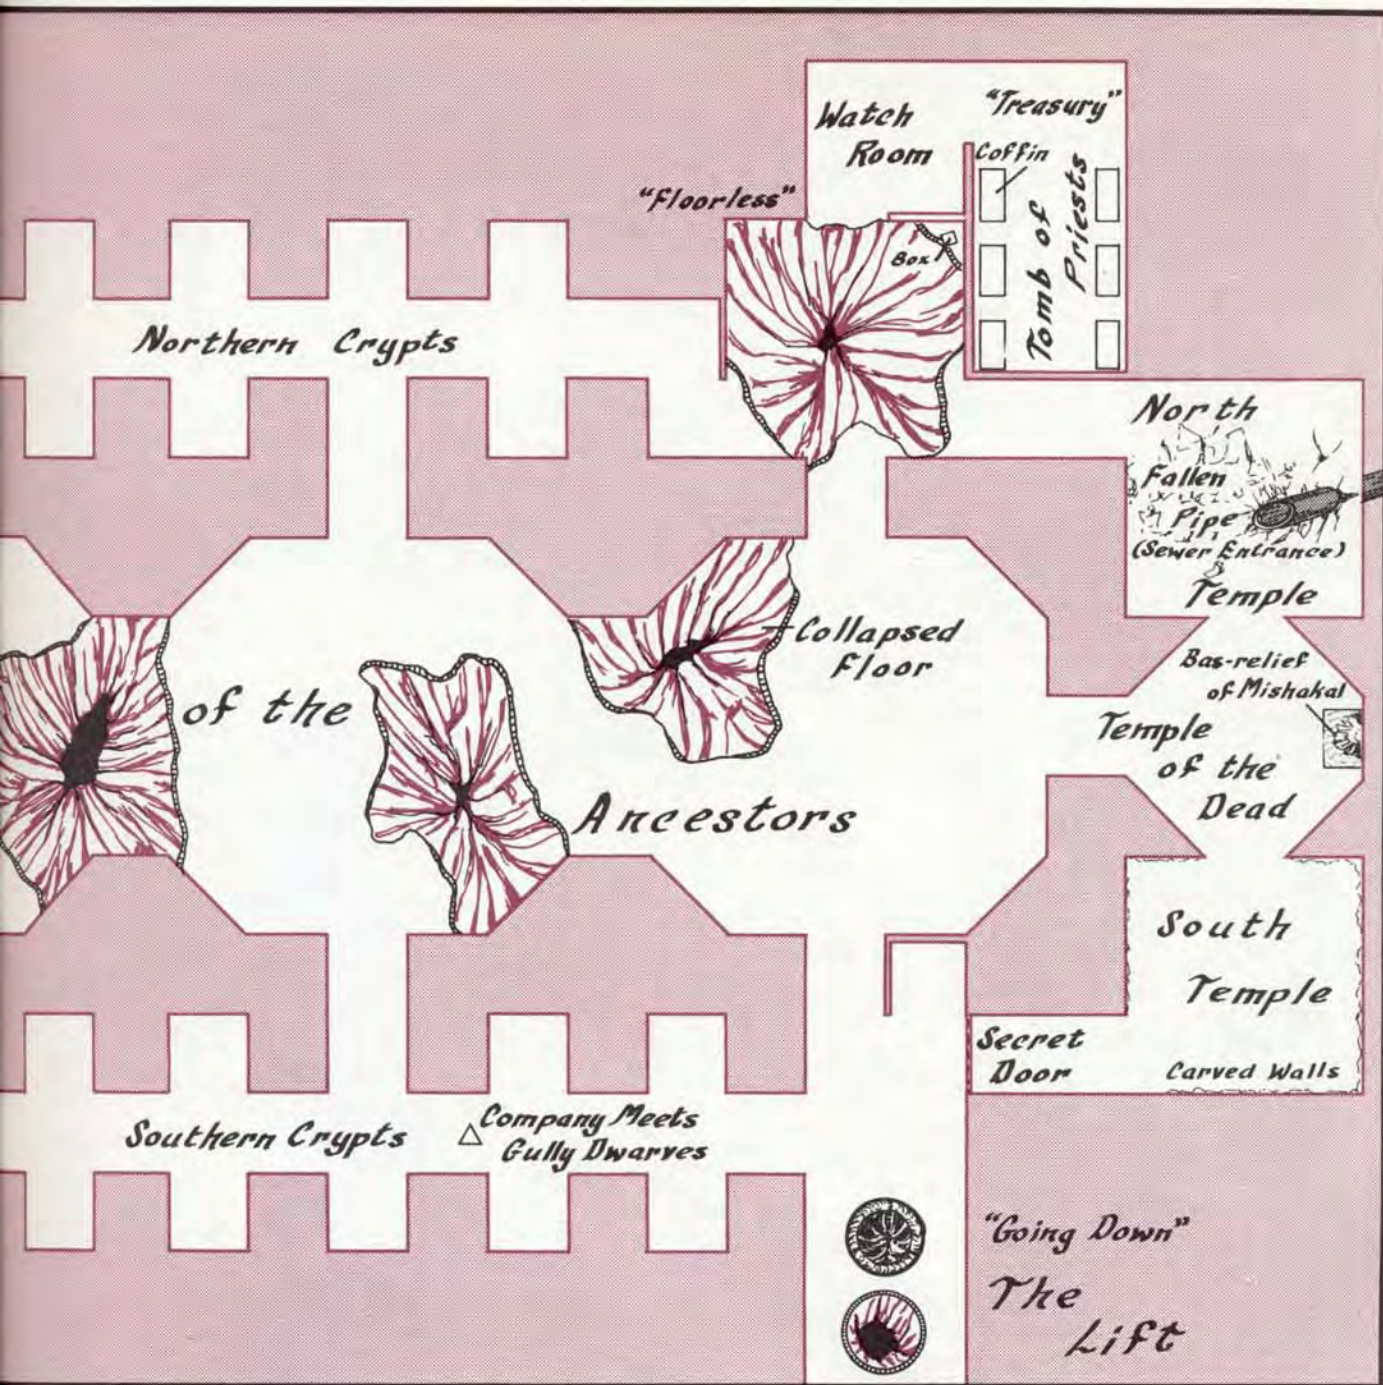 Watch
Room
"Treasury"
Coffin
Tomb of
Priests
"Floorless"
Box
Northern Crypts
North
Fallen
Pipe
(Sewer Entrance)
Temple
Collapsed
Floor
Bas-relief
of Mishakal
of the
Temple
of the
Dead
Ancestors
South
Temple
Secret
Door
Carved Walls
Southern Crypts
Company Meets
Gully Dwarves
"Going Down"
The
Lift